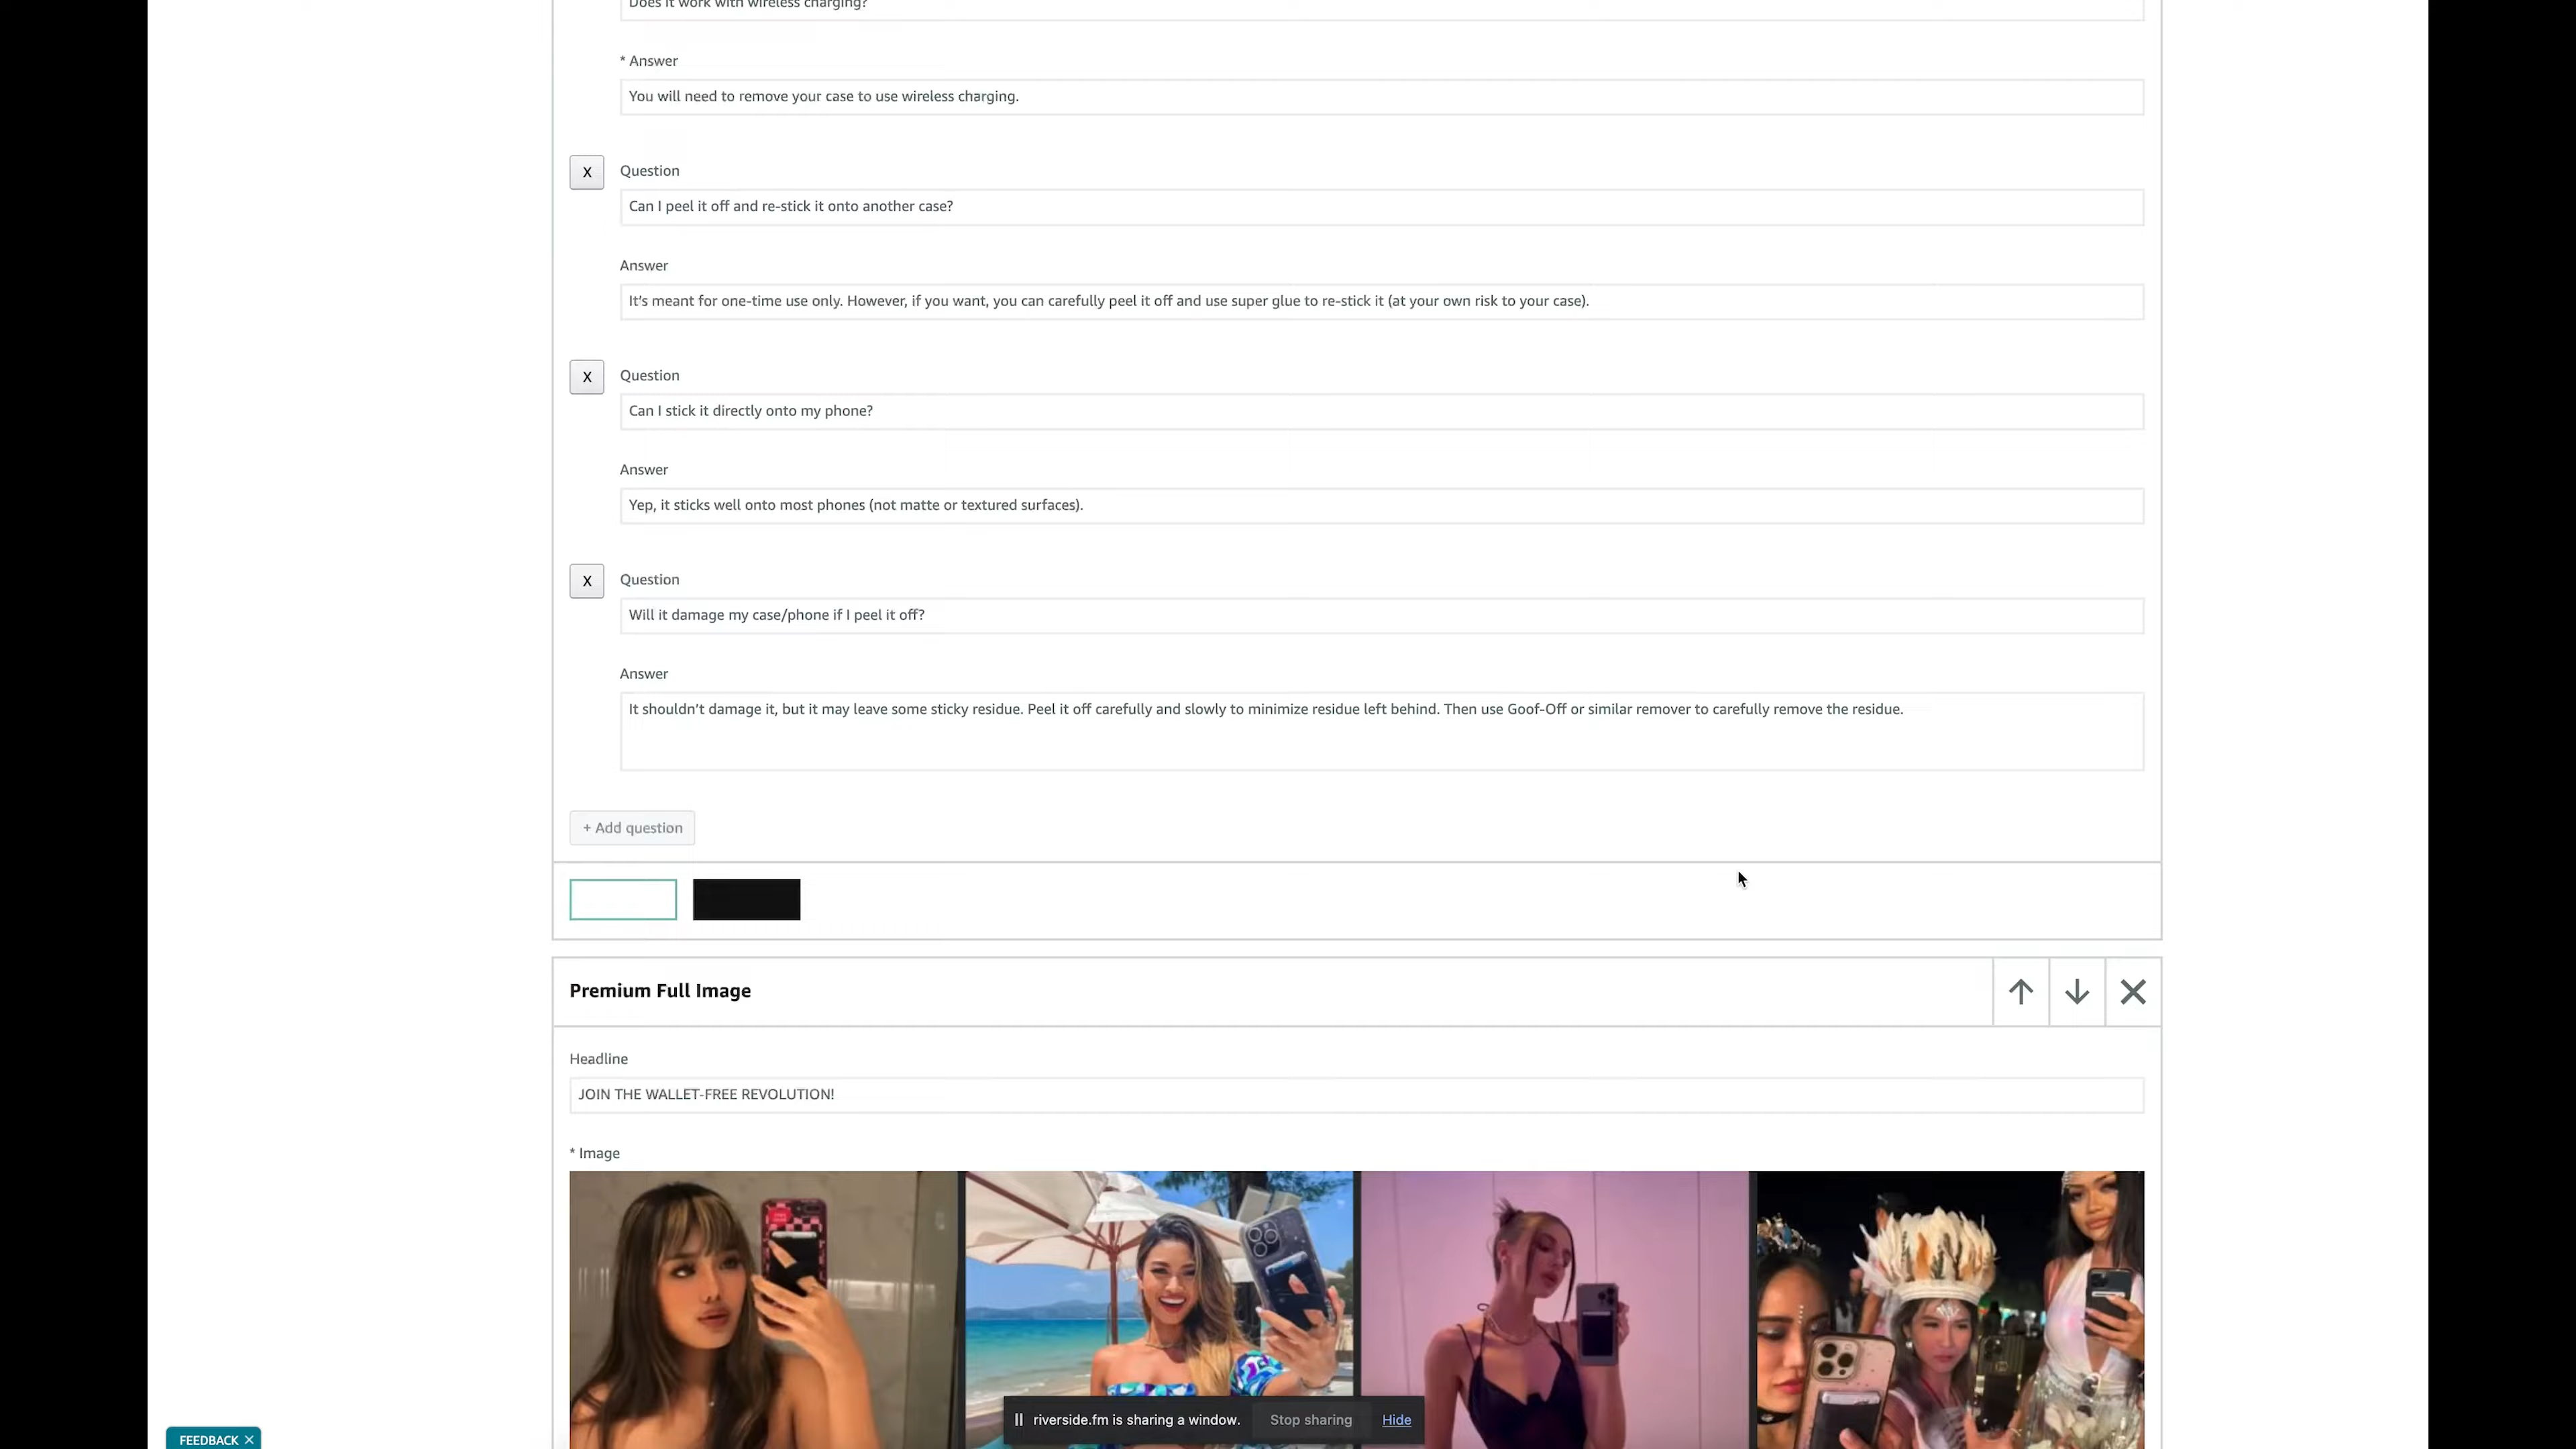 Does it work with wireless charging?
* Answer
You will need to remove your case to use wireless charging.
X
Question
Can I peel it off and re-stick it onto another case?
Answer
It's meant for one-time use only. However, if you want, you can carefully peel it off and use super glue to re-stick it (at your own risk to your case).
X
Question
Can I stick it directly onto my phone?
Answer
Yep, it sticks well onto most phones (not matte or textured surfaces).
X
Question
Will it damage my case/phone if I peel it off?
Answer
It shouldn't damage it, but it may leave some sticky residue. Peel it off carefully and slowly to minimize residue left behind. Then use Goof-Off or similar remover to carefully remove the residue.
+ Add question
Premium Full Image
Headline
JOIN THE WALLET-FREE REVOLUTION!
* Image
riverside.fm is sharing a window.
Stop sharing
Hide
FEEDBACK